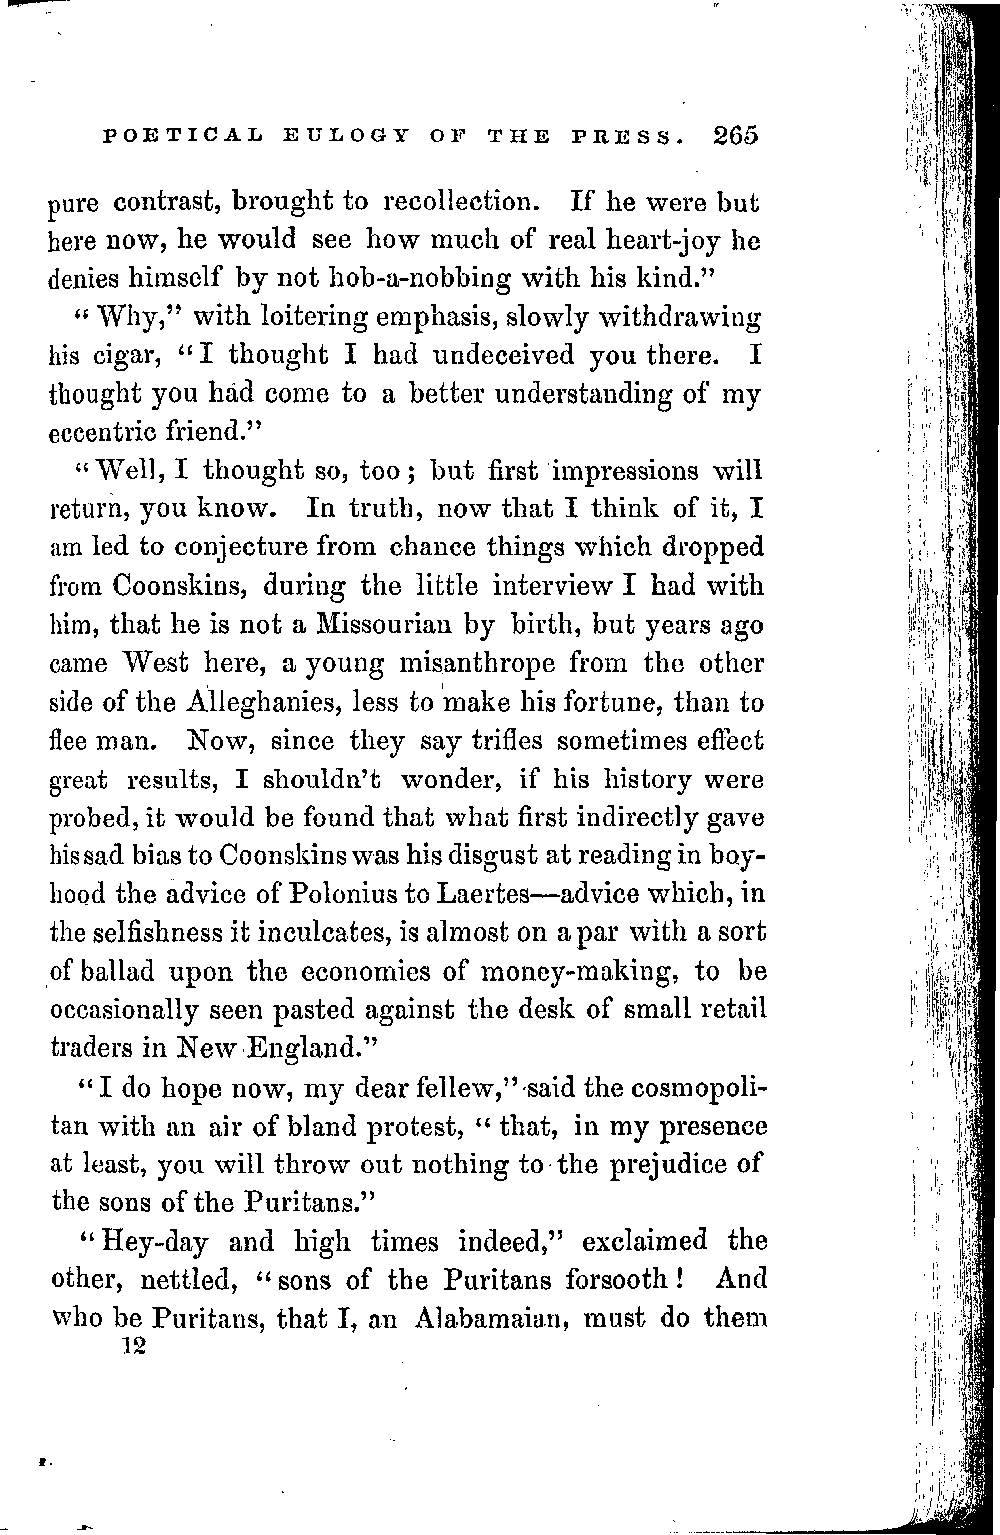 POETICAL EULOGY OF THE PRESS. 265
pure contrast, brought to recollection. If he were but
here now, he would see how much of real heart-joy he
denies himself by not hob-a-nobbing with his kind."
"Why," with loitering emphasis, slowly withdrawing
his cigar, "I thought I had undeceived you there. I
thought you had come to a better understanding of my
eccentric friend."
"Well, I thought so, too; but first impressions will
return, you know. In truth, now that I think of it, I
am led to conjecture from chance things which dropped
from Coonskins, during the little interview I had with
him, that he is not a Missourian by birth, but years ago
came West here, a young misanthrope from the other
side of the Alleghanies, less to make his fortune, than to
flee man. Now, since they say trifles sometimes effect
great results, I shouldn't wonder, if his history were
probed, it would be found that what first indirectly gave
his sad bias to Coonskins was his disgust at reading in boy-
hood the advice of Polonius to Laertes—advice which, in
the selfishness it inculcates, is almost on a par with a sort
of ballad upon the economies of money-making, to be
occasionally seen pasted against the desk of small retail
traders in New England."
"I do hope now, my dear fellew," said the cosmopoli-
tan with an air of bland protest, "that, in my presence
at least, you will throw out nothing to the prejudice of
the sons of the Puritans."
"Hey-day and high times indeed," exclaimed the
other, nettled, "sons of the Puritans forsooth! And
who be Puritans, that I, an Alabamaian, must do them
12